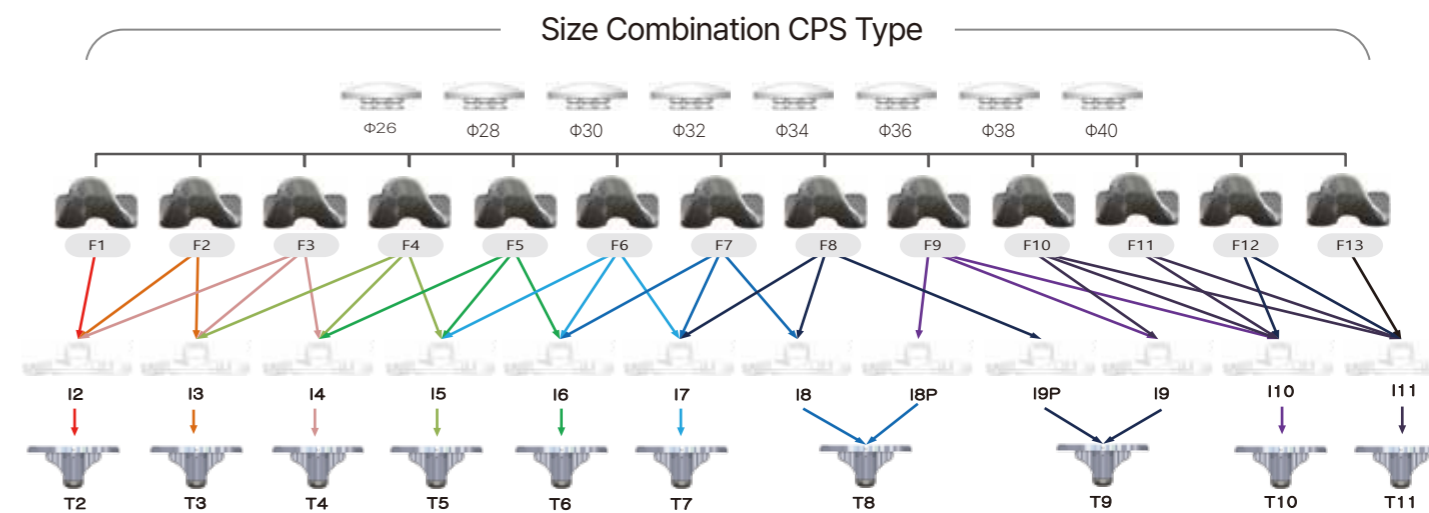 Size Combination CPS Type
Φ26 Φ28 Φ30 Φ32 Φ34 Φ36 Φ38 Φ40
F1 F2 F3 F4 F5 F6 F7 F8 F9 F10 F11 F12 F13
I2 I3 I4 I5 I6 I7 I8 I8P I9P I9 I10 I11
T2 T3 T4 T5 T6 T7 T8 T9 T10 T11